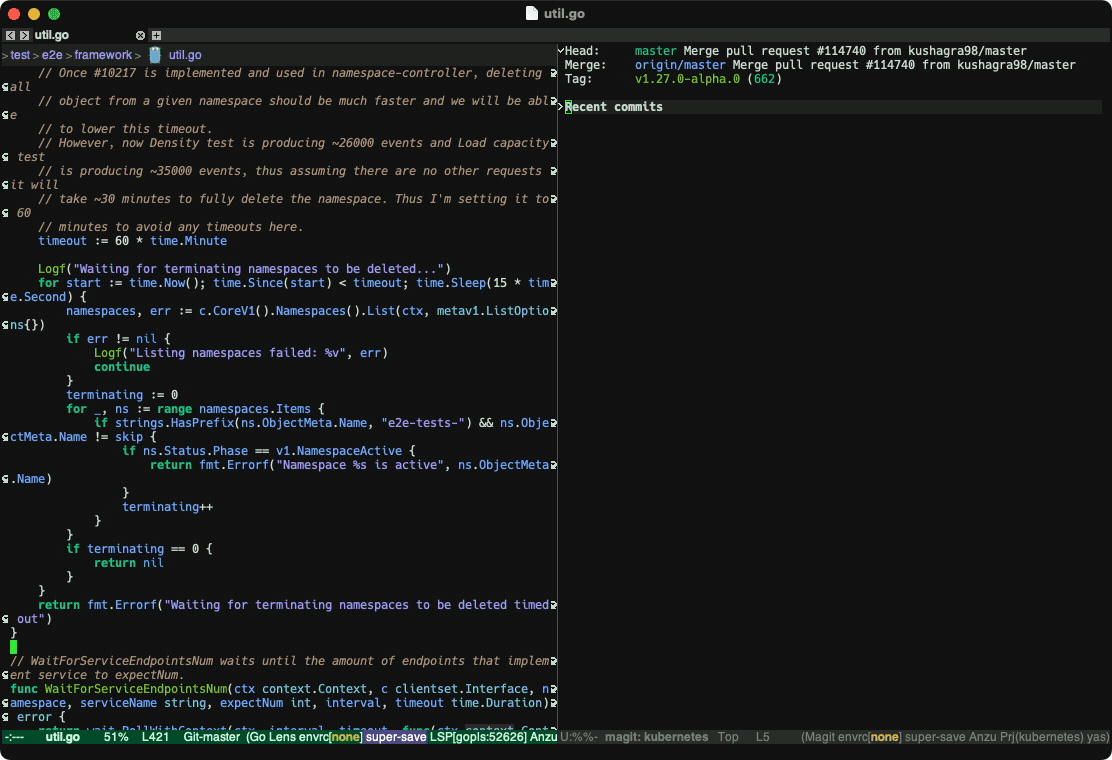 util.go
util.go
> test > e2e > framework > util.go
// Once #10217 is implemented and used in namespace-controller, deleting
all
// object from a given namespace should be much faster and we will be abl
e
// to lower this timeout.
// However, now Density test is producing ~26000 events and Load capacity
test
// is producing ~35000 events, thus assuming there are no other requests
it will
// take ~30 minutes to fully delete the namespace. Thus I'm setting it to
60
// minutes to avoid any timeouts here.
timeout := 60 * time.Minute
Logf("Waiting for terminating namespaces to be deleted...")
for start := time.Now(); time.Since(start) < timeout; time.Sleep(15 * tim
e.Second) {
namespaces, err := c.CoreV1().Namespaces().List(ctx, metav1.ListOptio
ns{})
if err != nil {
Logf("Listing namespaces failed: %v", err)
continue
}
terminating := 0
for _, ns := range namespaces.Items {
if strings.HasPrefix(ns.ObjectMeta.Name, "e2e-tests-") && ns.Obje
ctMeta.Name != skip {
if ns.Status.Phase == v1.NamespaceActive {
return fmt.Errorf("Namespace %s is active", ns.ObjectMeta
.Name)
}
terminating++
}
}
if terminating == 0 {
return nil
}
}
return fmt.Errorf("Waiting for terminating namespaces to be deleted timed
out")
}
// WaitForServiceEndpointsNum waits until the amount of endpoints that implem
ent service to expectNum.
func WaitForServiceEndpointsNum(ctx context.Context, c clientset.Interface, n
amespace, serviceName string, expectNum int, interval, timeout time.Duration)
error {
return wait.PollWithContext(ctx, interval, timeout, func(ctx context.Cont
-:--- util.go 51% L421 Git-master (Go Lens envrc[none] super-save LSP[gopls:52626] Anzu
Head: master Merge pull request #114740 from kushagra98/master
Merge: origin/master Merge pull request #114740 from kushagra98/master
Tag: v1.27.0-alpha.0 (662)
Recent commits
U:%%- magit: kubernetes Top L5 (Magit envrc[none] super-save Anzu Prj(kubernetes) yas)